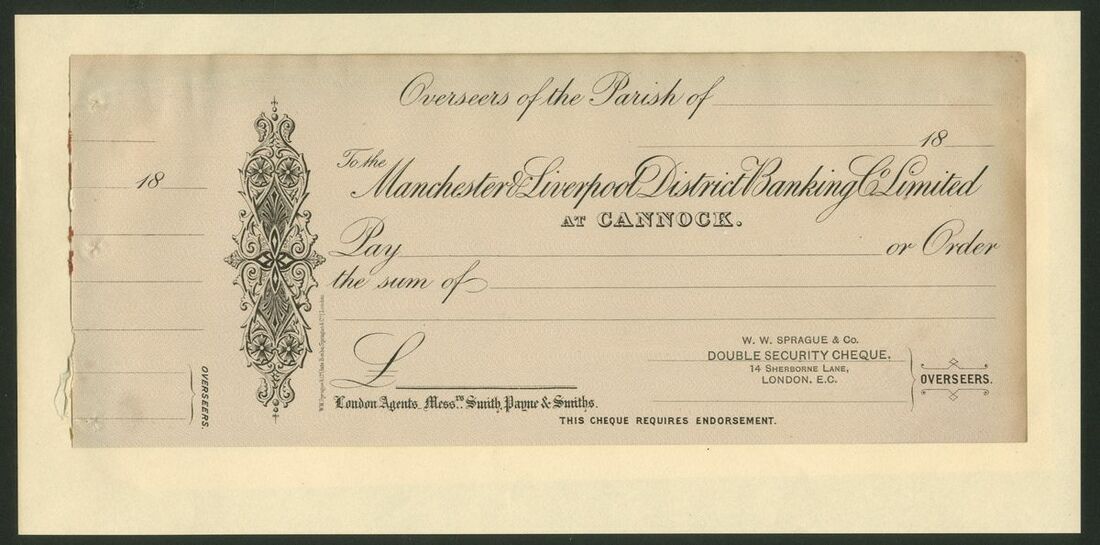 Overseers of the Parish of
18
18
To the
Manchester & Liverpool District Banking Co. Limited
AT CANNOCK.
Pay or Order
the sum of
£
W. W. SPRAGUE & Co.
DOUBLE SECURITY CHEQUE.
14 SHERBORNE LANE,
LONDON. E.C.
OVERSEERS.
OVERSEERS.
London Agents, Messrs. Smith, Payne & Smiths.
THIS CHEQUE REQUIRES ENDORSEMENT.